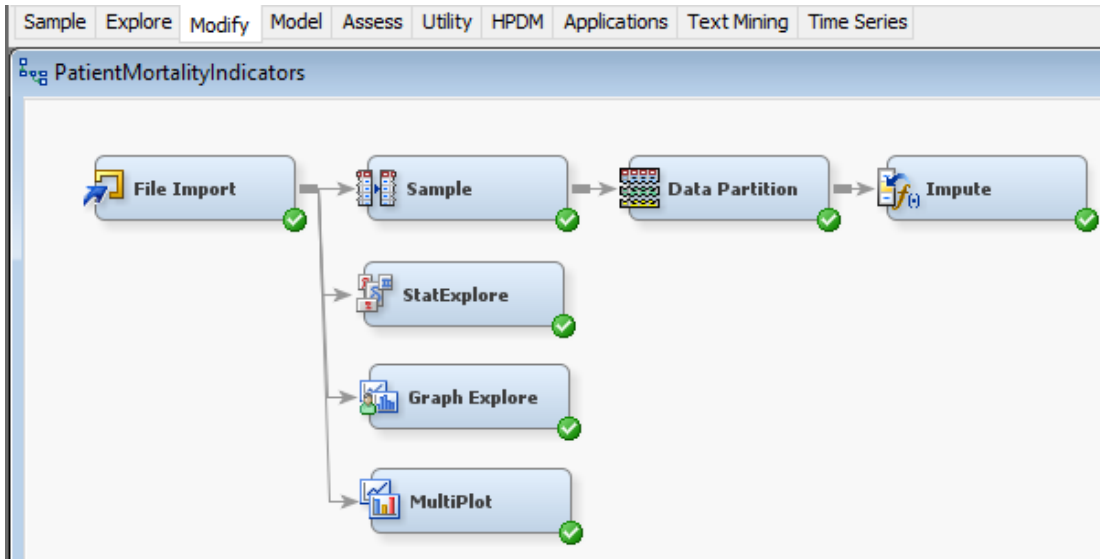 Sample Explore Modify Model Assess Utility HPDM Applications Text Mining Time Series
PatientMortalityIndicators
File Import Sample Data Partition Impute
StatExplore
Graph Explore
MultiPlot